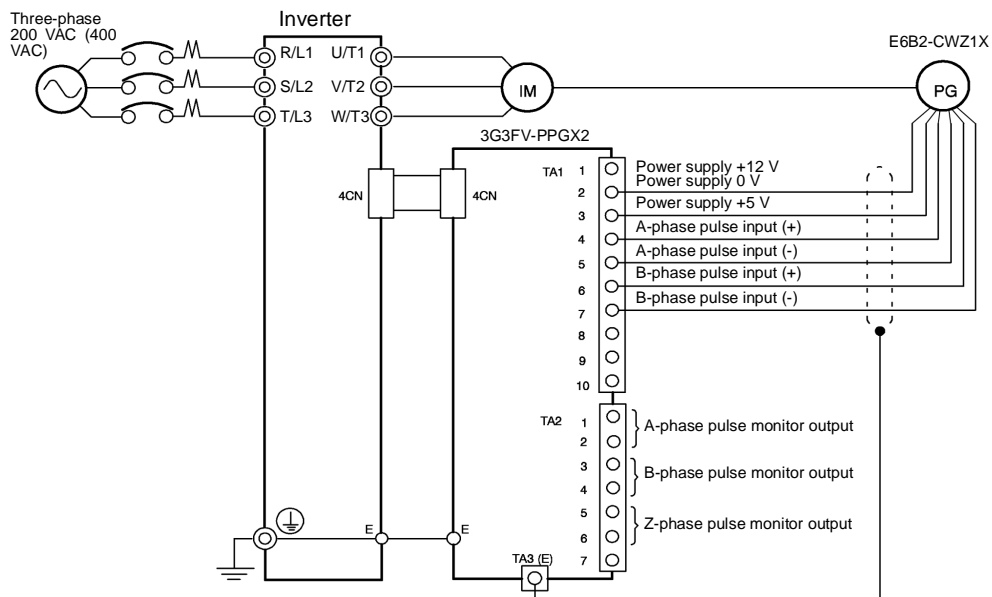 Three-phase
200 VAC (400
VAC)
Inverter
E6B2-CWZ1X
R/L1 U/T1
S/L2 V/T2
T/L3 W/T3
IM
PG
3G3FV-PPGX2
4CN
4CN
TA1
1 Power supply +12 V
2 Power supply 0 V
3 Power supply +5 V
4 A-phase pulse input (+)
5 A-phase pulse input (-)
6 B-phase pulse input (+)
7 B-phase pulse input (-)
8
9
10
TA2
1
A-phase pulse monitor output
2
3
B-phase pulse monitor output
4
5
Z-phase pulse monitor output
6
7
E
E
TA3 (E)